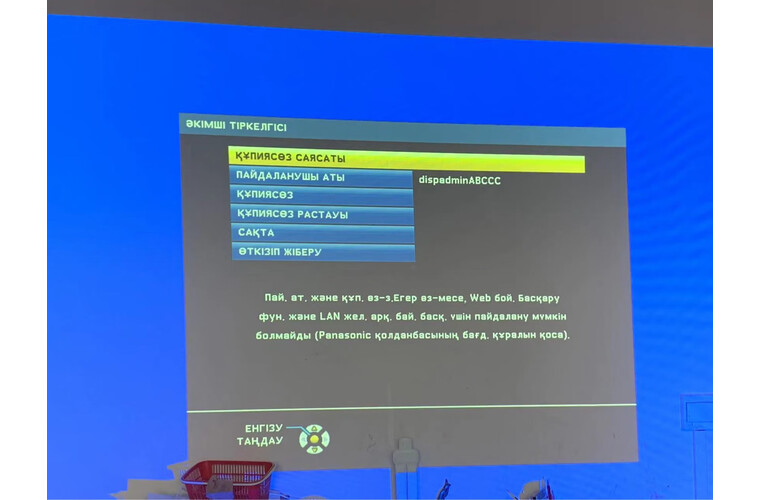 ӘКІМШІ ТІРКЕЛГІСІ
ҚҰПИЯСӨЗ САЯСАТЫ
ПАЙДАЛАНУШЫ АТЫ dispadminABCCC
ҚҰПИЯСӨЗ
ҚҰПИЯСӨЗ РАСТАУЫ
САҚТА
ӨТКІЗІП ЖІБЕРУ
Пай. ат. және құп. өз-з.Егер өз-месе, Web бой. Басқару
фун. және LAN жел. арқ. бай. басқ. үшін пайдалану мүмкін
болмайды (Panasonic қолданбасының бағд. құралын қоса).
ЕНГІЗУ
ТАҢДАУ